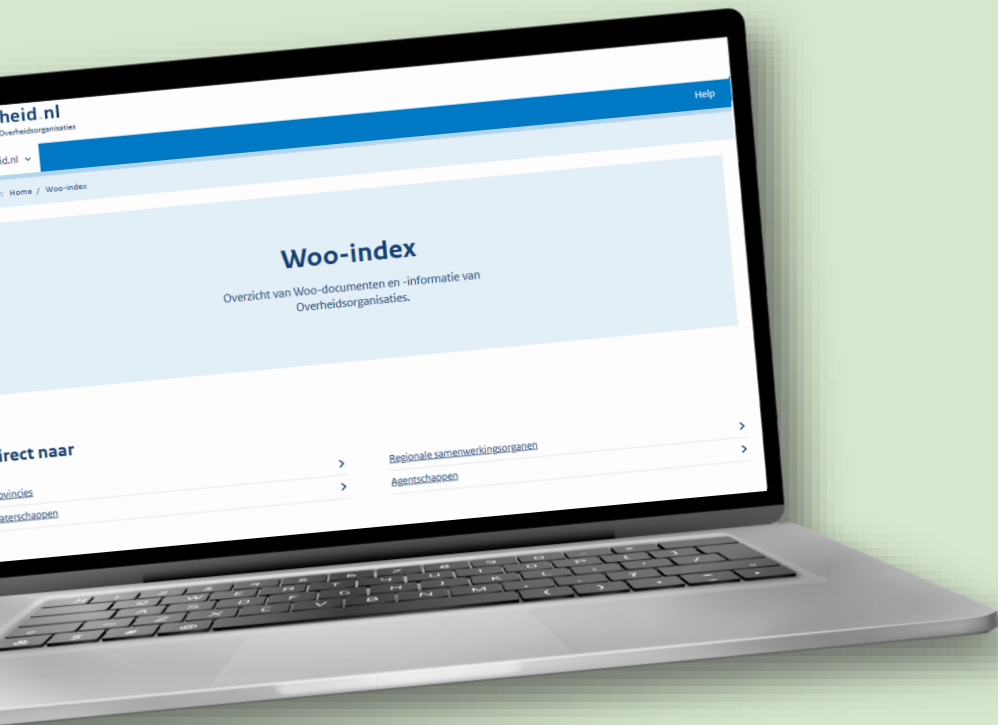 heid.nl
Overheidsorganisaties
id.nl
Help
Home / Woo-index
Woo-index
Overzicht van Woo-documenten en -informatie van
Overheidsorganisaties.
irect naar
ovincies
aterschappen
Regionale samenwerkingsorganen
Agentschappen